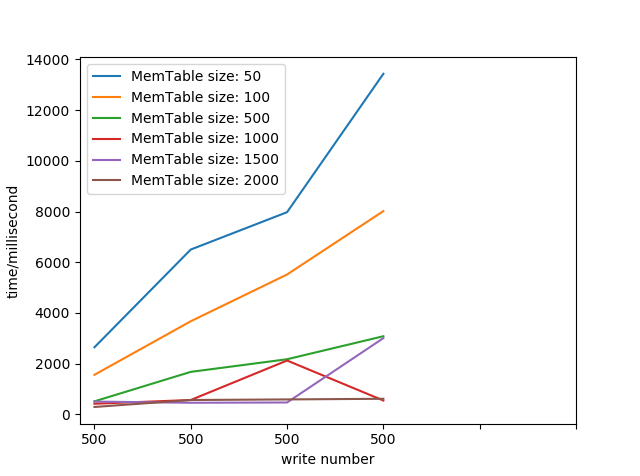 14000
12000
10000
8000
6000
4000
2000
0
time/millisecond
MemTable size: 50
MemTable size: 100
MemTable size: 500
MemTable size: 1000
MemTable size: 1500
MemTable size: 2000
500 500 500 500
write number